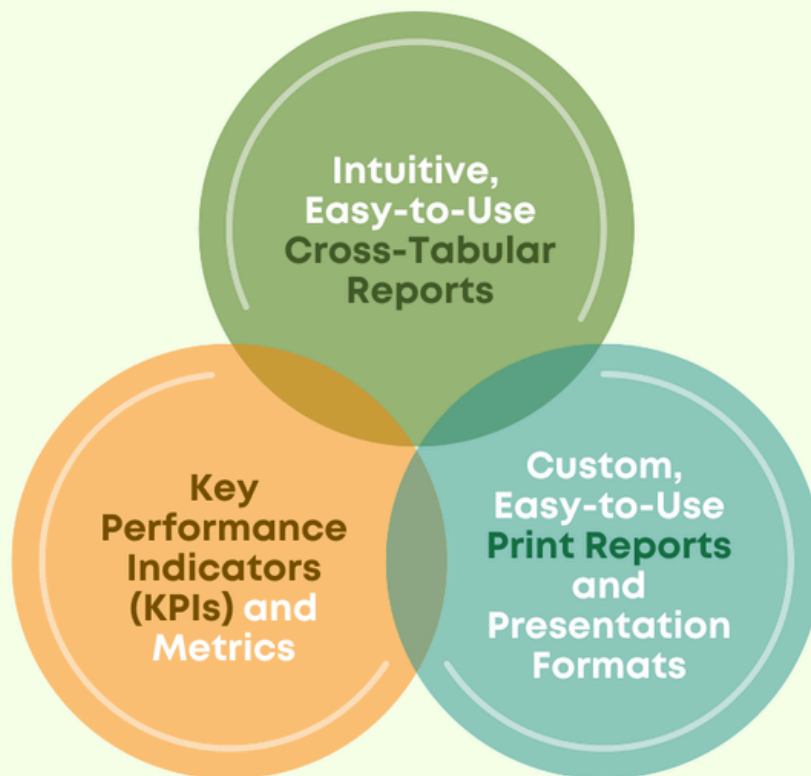 Intuitive,
Easy-to-Use
Cross-Tabular
Reports
Key
Performance
Indicators
(KPIs) and
Metrics
Custom,
Easy-to-Use
Print Reports
and
Presentation
Formats